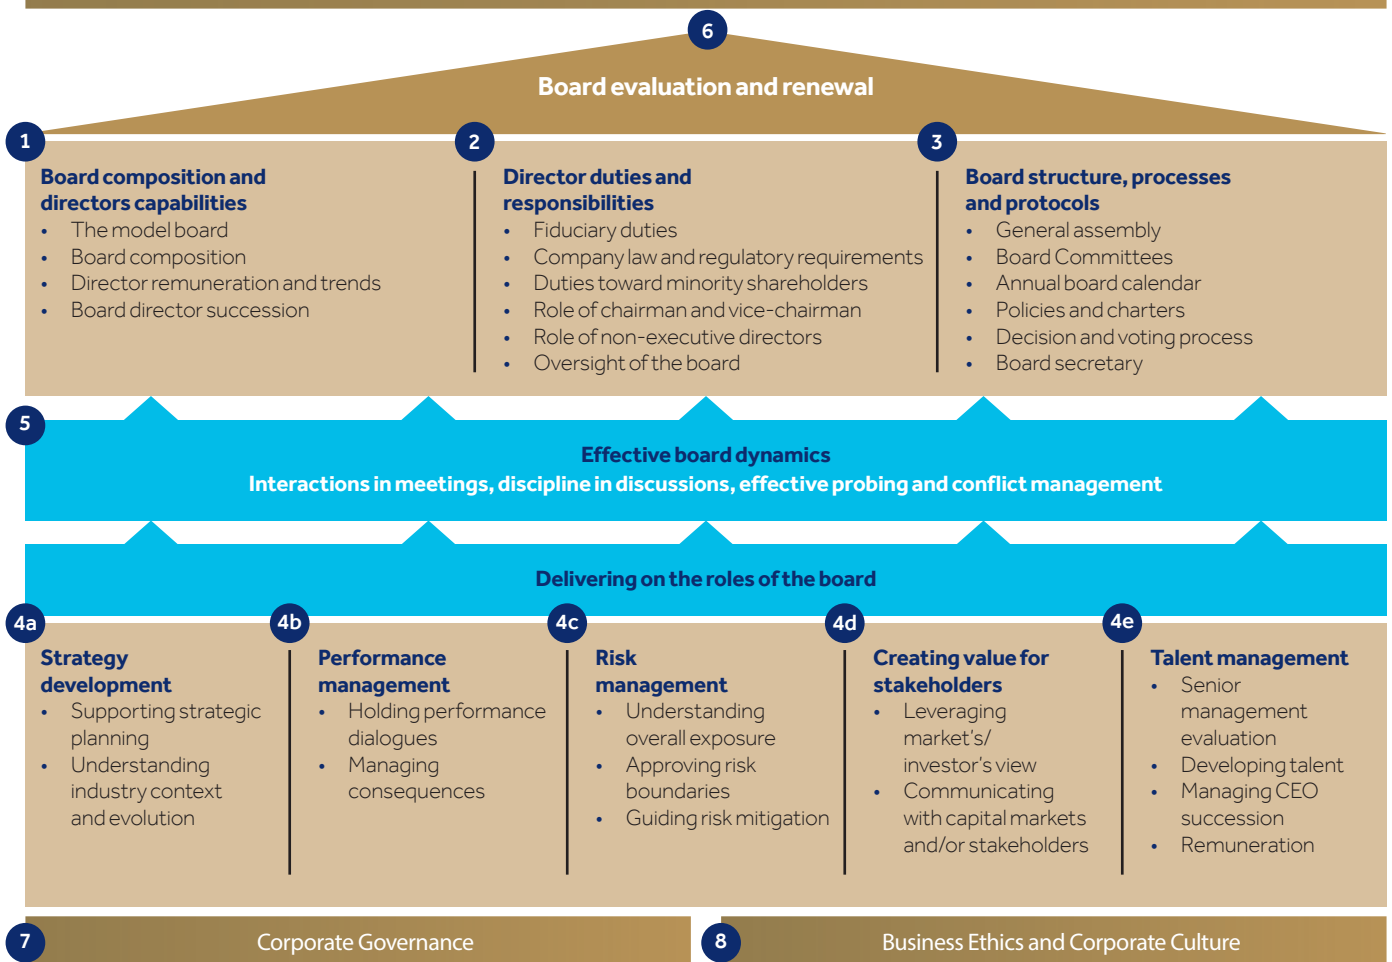 6
Board evaluation and renewal
1
Board composition and
directors capabilities
• The model board
• Board composition
• Director remuneration and trends
• Board director succession
2
Director duties and
responsibilities
• Fiduciary duties
• Company law and regulatory requirements
• Duties toward minority shareholders
• Role of chairman and vice-chairman
• Role of non-executive directors
• Oversight of the board
3
Board structure, processes
and protocols
• General assembly
• Board Committees
• Annual board calendar
• Policies and charters
• Decision and voting process
• Board secretary
5
Effective board dynamics
Interactions in meetings, discipline in discussions, effective probing and conflict management
Delivering on the roles of the board
4a
Strategy
development
• Supporting strategic
planning
• Understanding
industry context
and evolution
4b
Performance
management
• Holding performance
dialogues
• Managing
consequences
4c
Risk
management
• Understanding
overall exposure
• Approving risk
boundaries
• Guiding risk mitigation
4d
Creating value for
stakeholders
• Leveraging
market's/
investor's view
• Communicating
with capital markets
and/or stakeholders
4e
Talent management
• Senior
management
evaluation
• Developing talent
• Managing CEO
succession
• Remuneration
7
Corporate Governance
8
Business Ethics and Corporate Culture